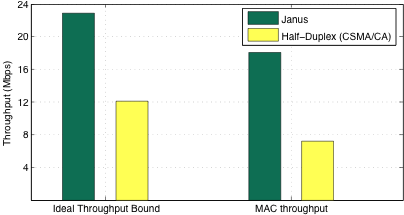 24
20
16
12
8
4
Throughput (Mbps)
Janus
Half-Duplex (CSMA/CA)
Ideal Throughput Bound
MAC throughput